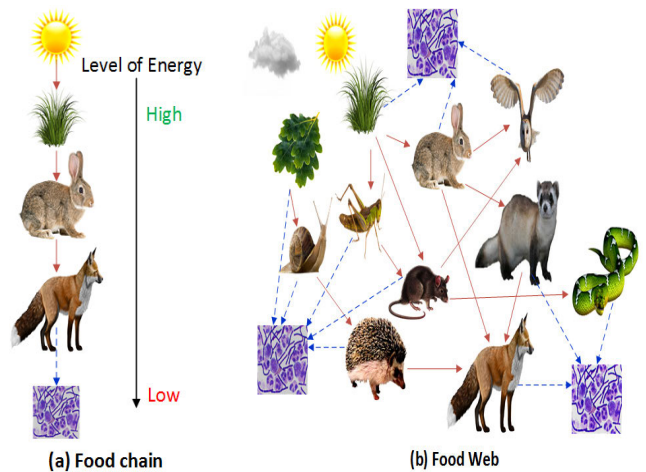 Level of Energy
High
Low
(a) Food chain
(b) Food Web